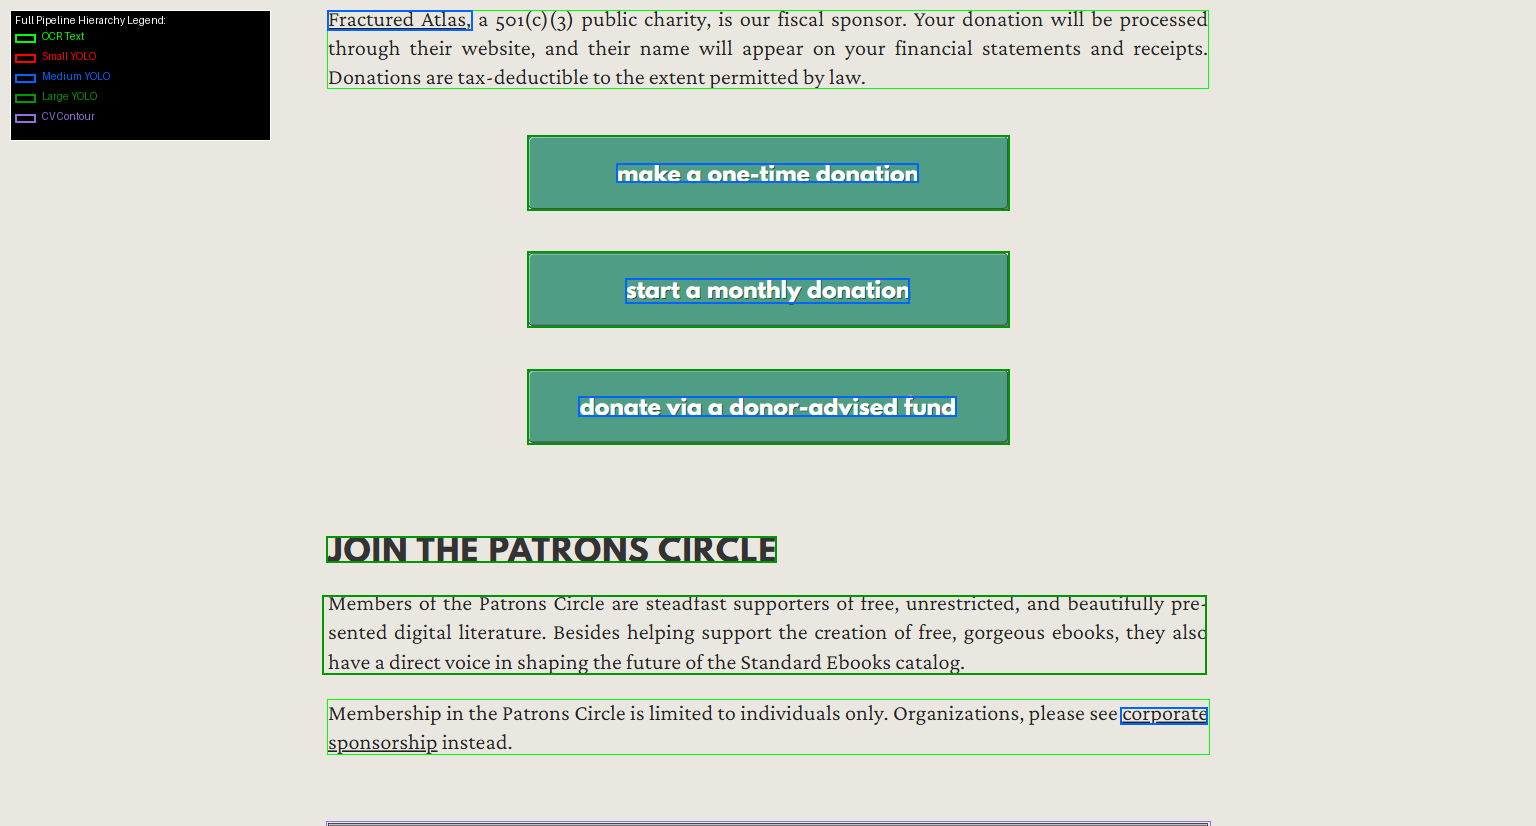 Full Pipeline Hierarchy Legend:
OCR Text
Small YOLO
Medium YOLO
Large YOLO
CV Contour
Fractured Atlas, a 501(c)(3) public charity, is our fiscal sponsor. Your donation will be processed
through their website, and their name will appear on your financial statements and receipts.
Donations are tax-deductible to the extent permitted by law.
make a one-time donation
start a monthly donation
donate via a donor-advised fund
JOIN THE PATRONS CIRCLE
Members of the Patrons Circle are steadfast supporters of free, unrestricted, and beautifully pre-
sented digital literature. Besides helping support the creation of free, gorgeous ebooks, they also
have a direct voice in shaping the future of the Standard Ebooks catalog.
Membership in the Patrons Circle is limited to individuals only. Organizations, please see corporate
sponsorship instead.